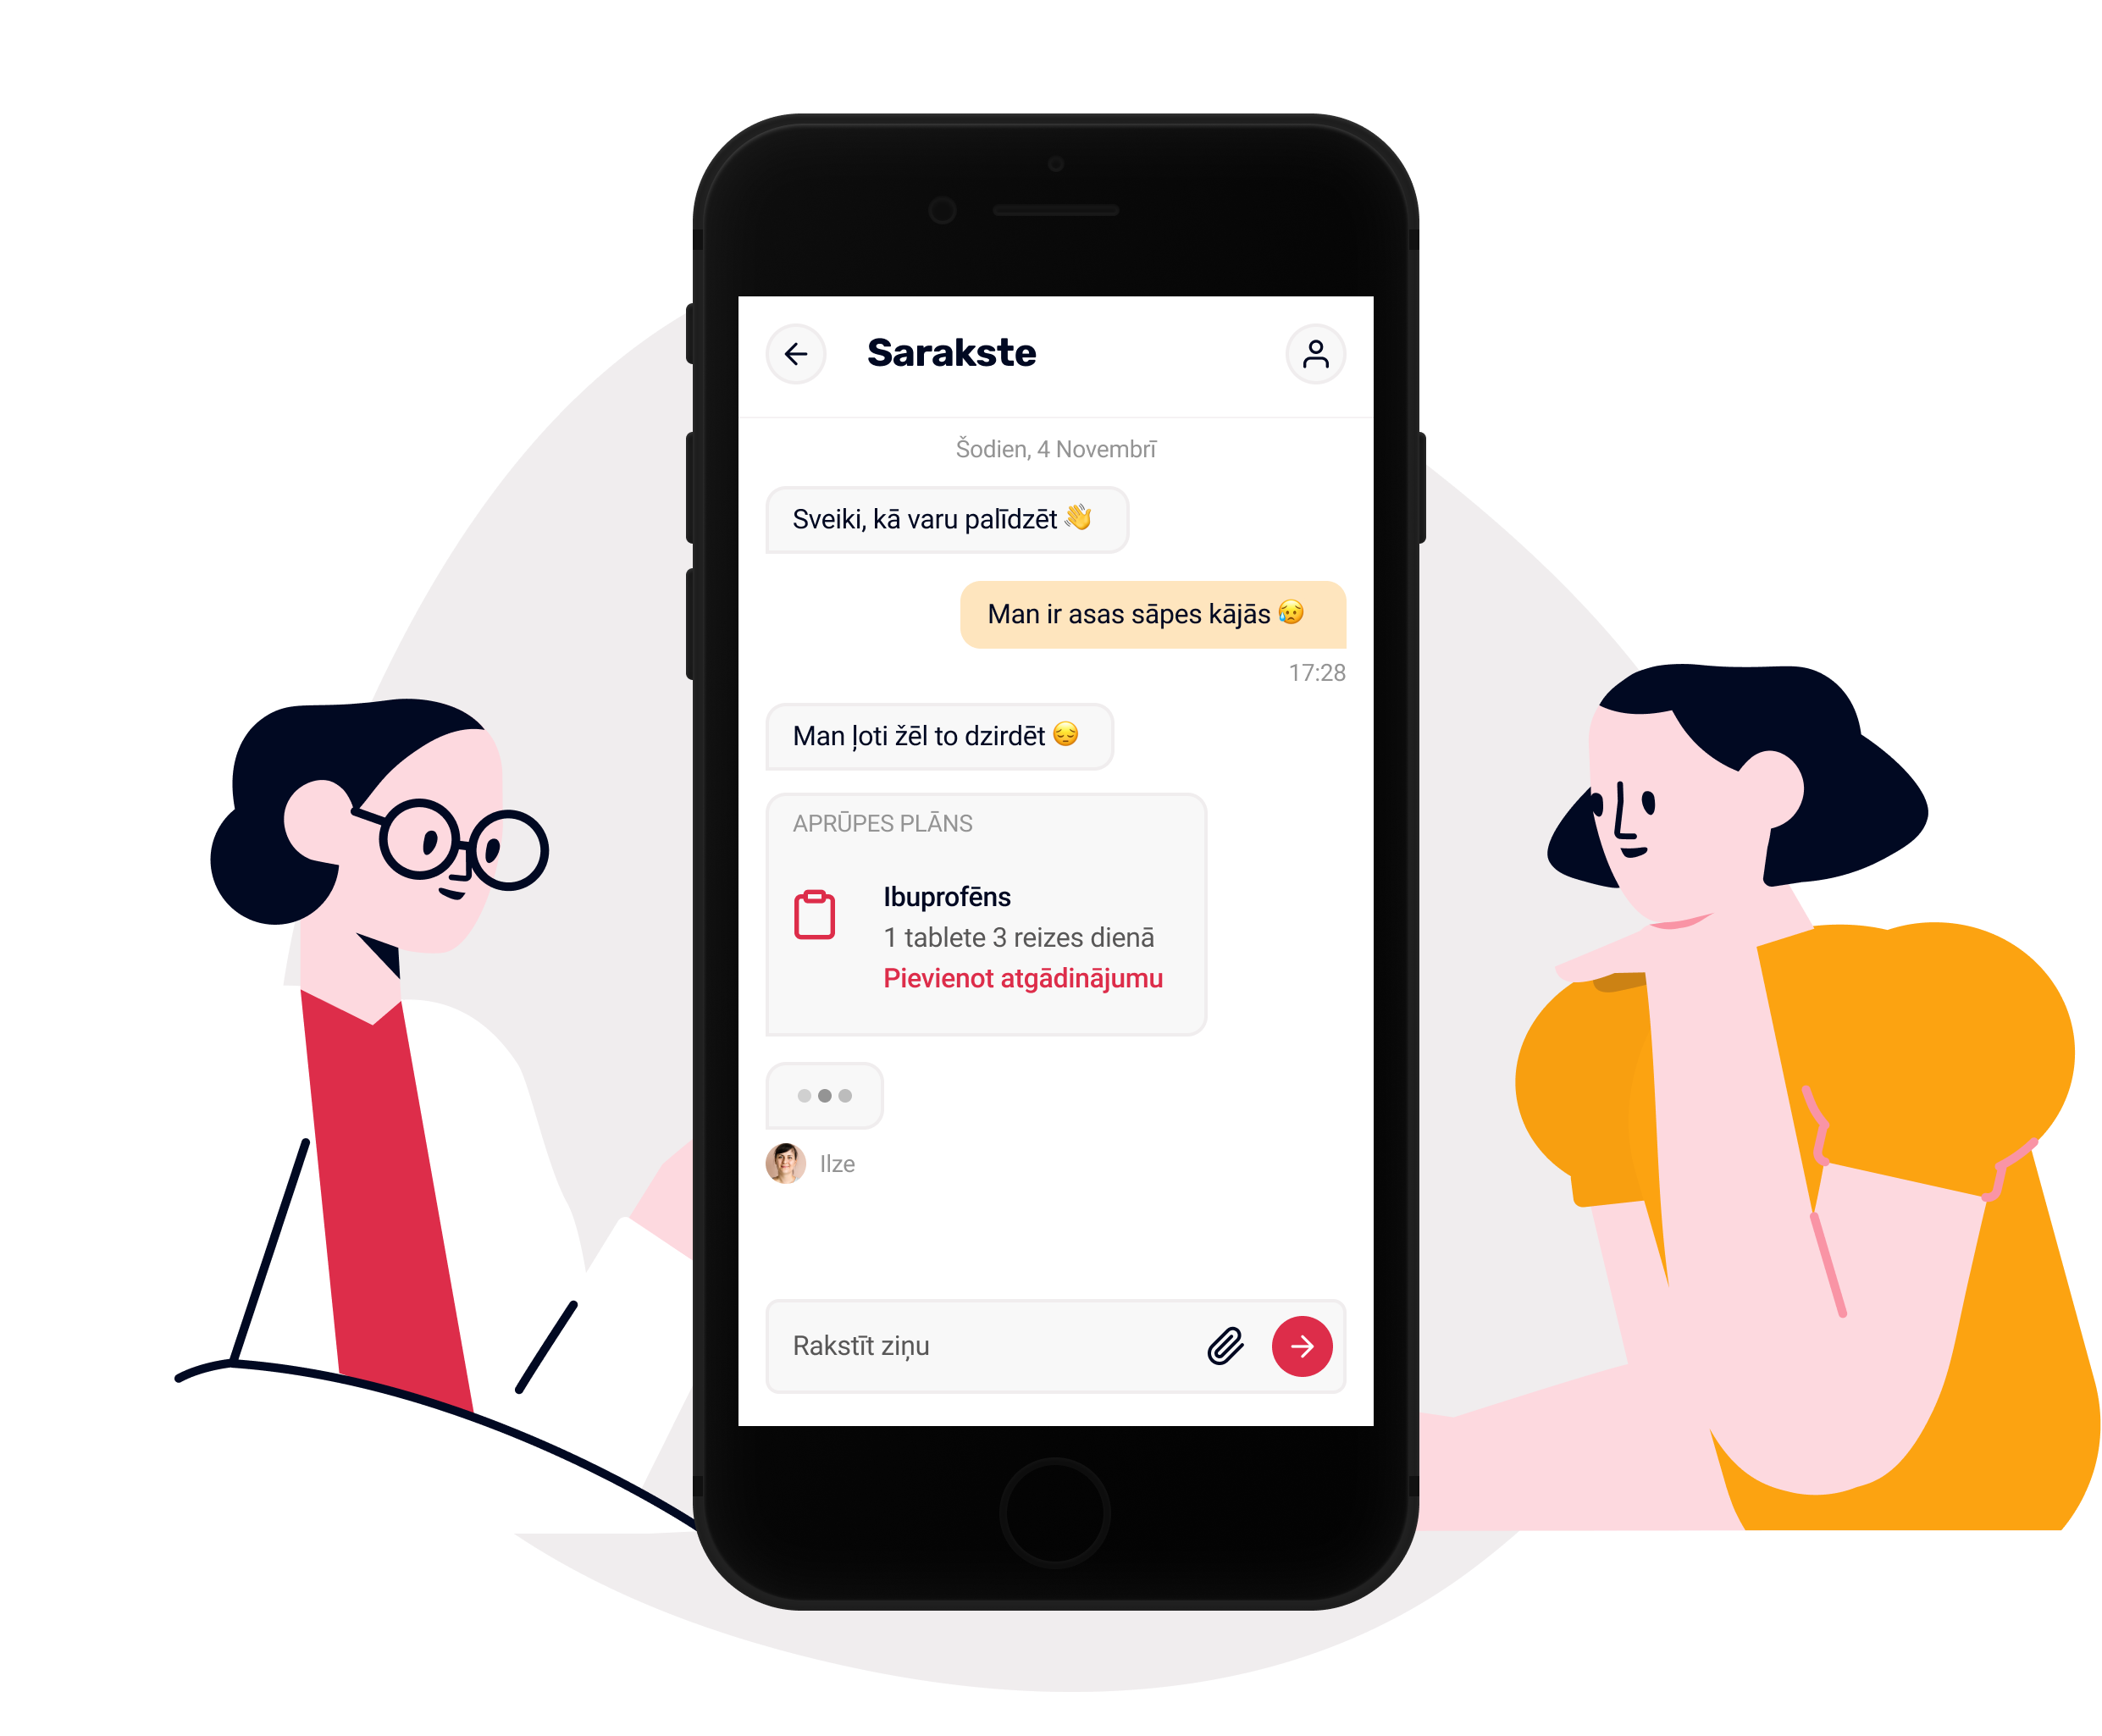 Sarakste
Šodien, 4 Novembrī
Sveiki, kā varu palīdzēt 👋
Man ir asas sāpes kājās 😥
17:28
Man ļoti žēl to dzirdēt 😔
APRŪPES PLĀNS
Ibuprofēns
1 tablete 3 reizes dienā
Pievienot atgādinājumu
Ilze
Rakstīt ziņu